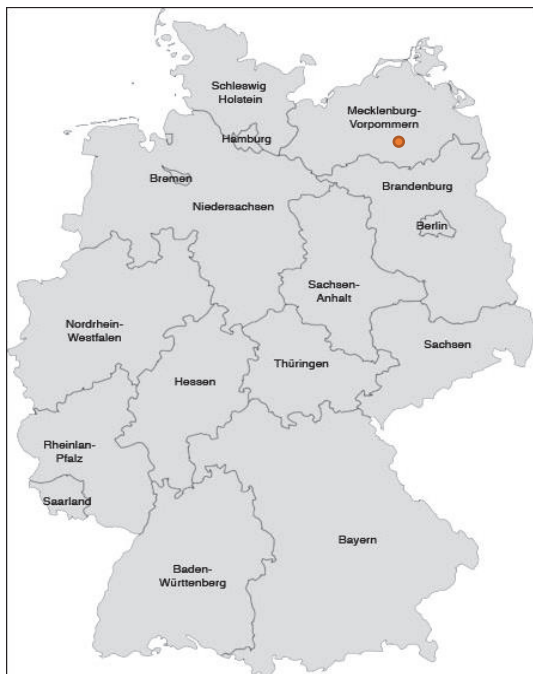 Schleswig
Holstein
Mecklenburg-
Vorpommern
Hamburg
Bremen
Brandenburg
Niedersachsen
Berlin
Sachsen-
Anhalt
Nordrhein-
Westfalen
Sachsen
Thüringen
Hessen
Rheinlan-
Pfalz
Saarland
Bayern
Baden-
Württenberg